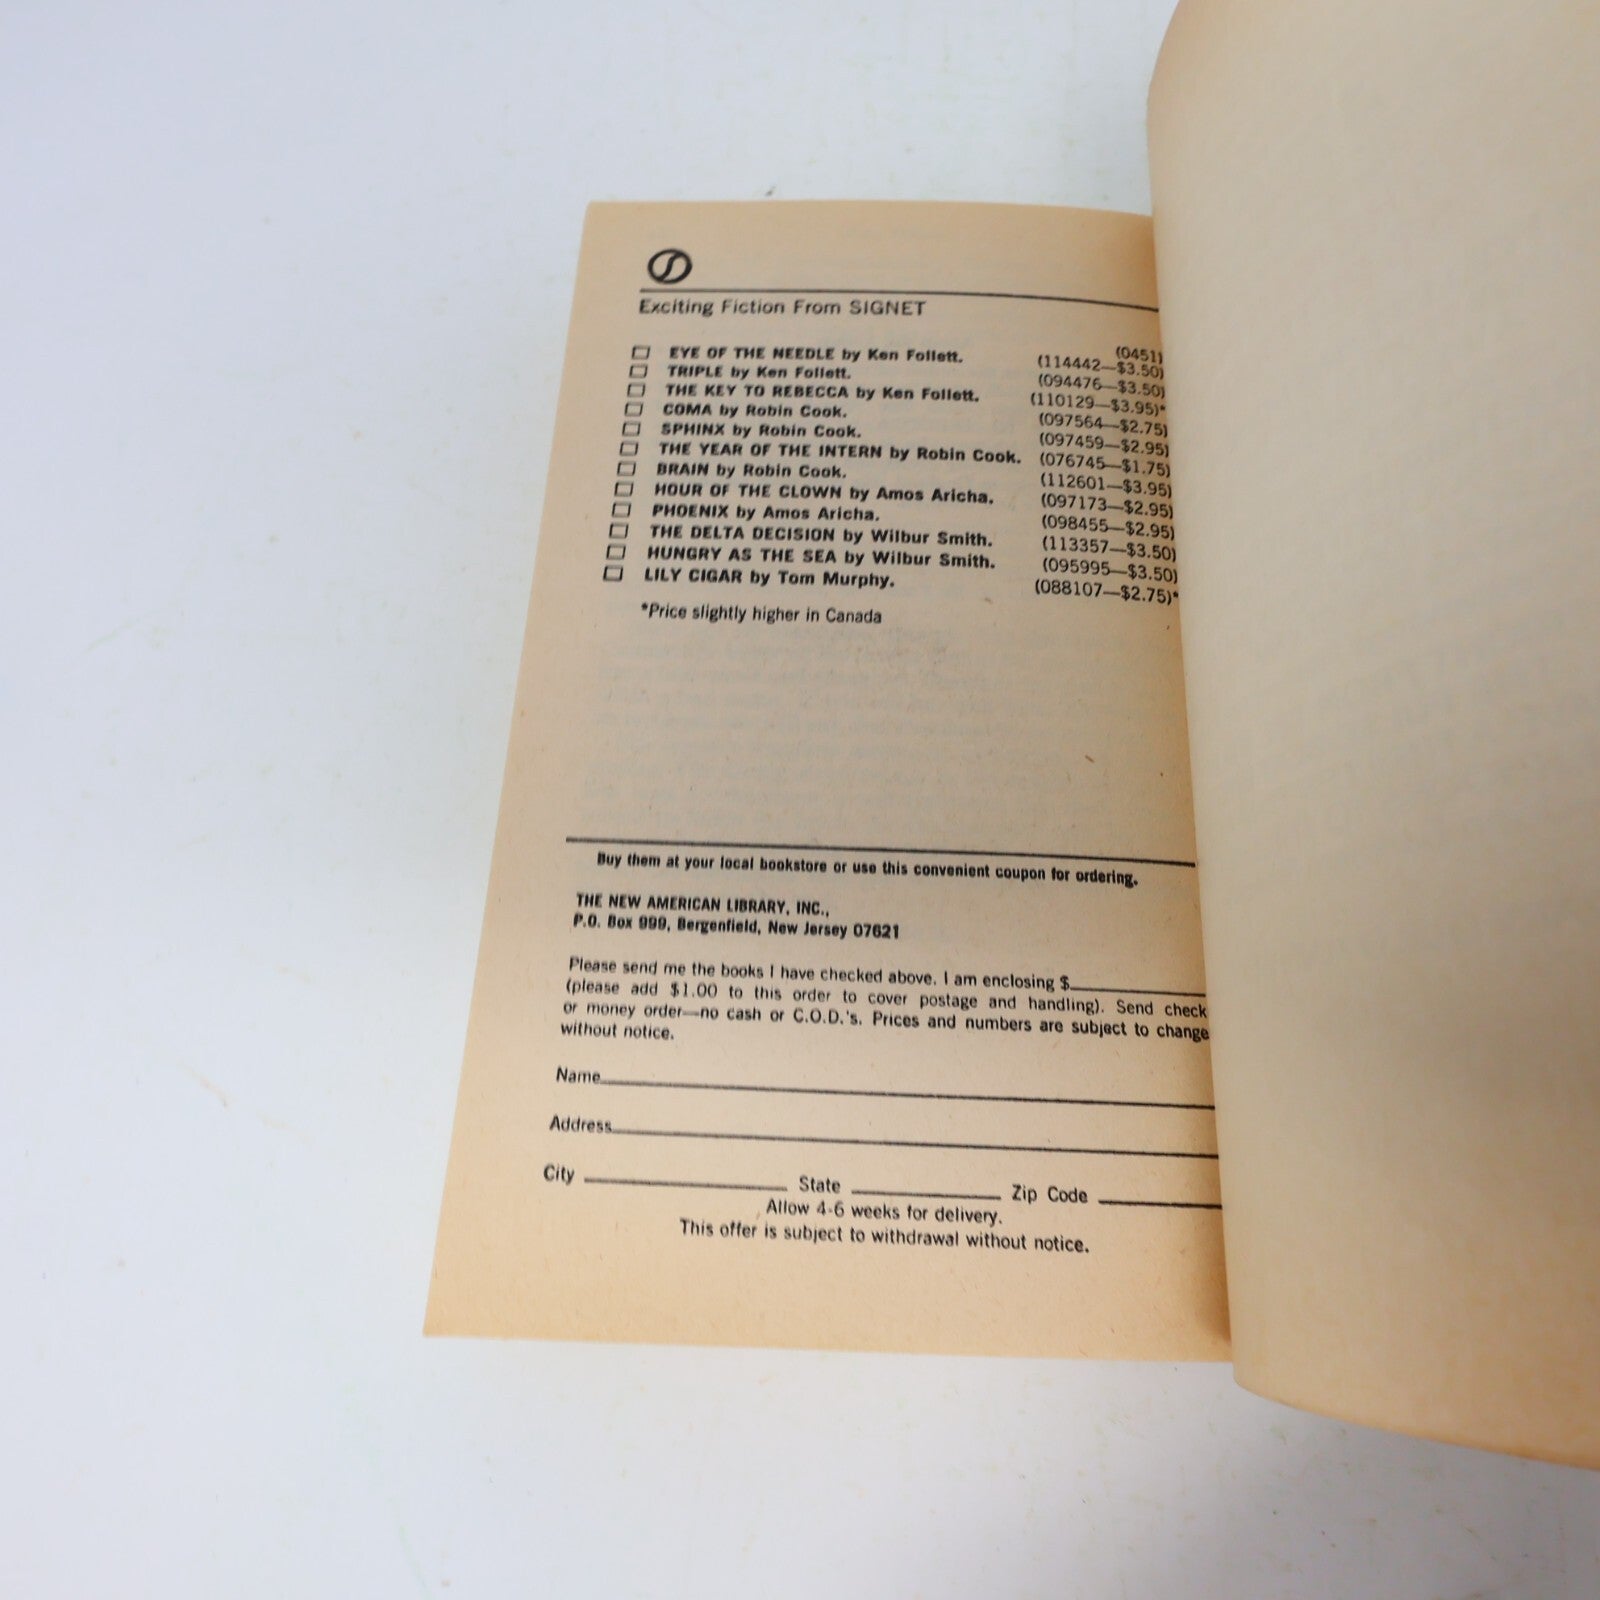 Exciting Fiction From SIGNET
(0451)
☐ EYE OF THE NEEDLE by Ken Follett. (114442—$3.50)
☐ TRIPLE by Ken Follett. (094476—$3.50)
☐ THE KEY TO REBECCA by Ken Follett. (110129—$3.95)*
☐ COMA by Robin Cook. (097564—$2.75)
☐ SPHINX by Robin Cook. (097459—$2.95)
☐ THE YEAR OF THE INTERN by Robin Cook. (076745—$1.75)
☐ BRAIN by Robin Cook. (112601—$3.95)
☐ HOUR OF THE CLOWN by Amos Aricha. (097173—$2.95)
☐ PHOENIX by Amos Aricha. (098455—$2.95)
☐ THE DELTA DECISION by Wilbur Smith. (113357—$3.50)
☐ HUNGRY AS THE SEA by Wilbur Smith. (095995—$3.50)
☐ LILY CIGAR by Tom Murphy. (088107—$2.75)*
*Price slightly higher in Canada
Buy them at your local bookstore or use this convenient coupon for ordering.
THE NEW AMERICAN LIBRARY, INC.,
P.O. Box 999, Bergenfield, New Jersey 07621
Please send me the books I have checked above. I am enclosing $
(please add $1.00 to this order to cover postage and handling). Send check
or money order—no cash or C.O.D.'s. Prices and numbers are subject to change
without notice.
Name
Address
City State Zip Code
Allow 4-6 weeks for delivery.
This offer is subject to withdrawal without notice.